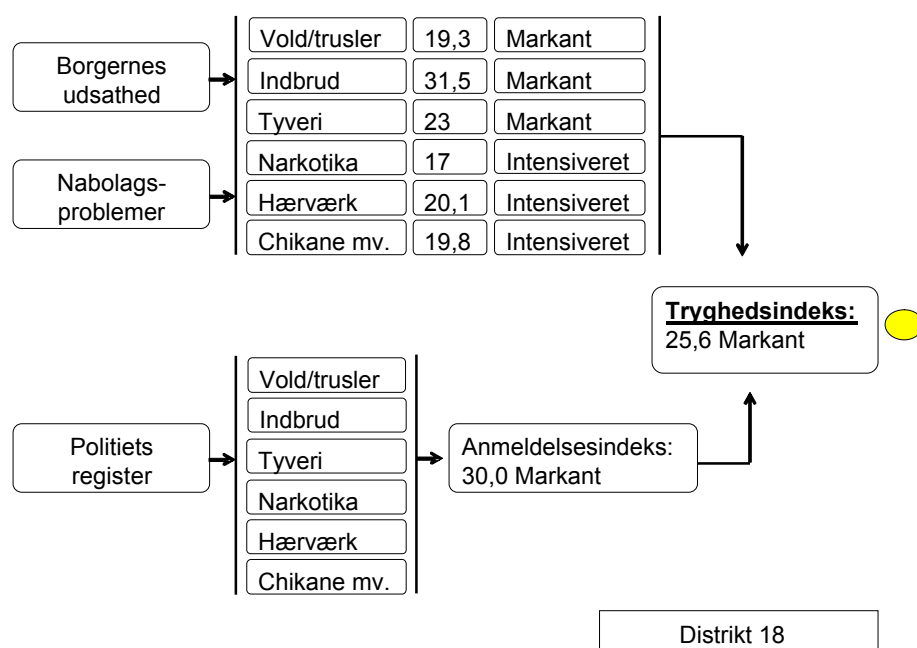 Borgernes
udsathed
Nabolags-
problemer
Vold/trusler 19,3 Markant
Indbrud 31,5 Markant
Tyveri 23 Markant
Narkotika 17 Intensiveret
Hærværk 20,1 Intensiveret
Chikane mv. 19,8 Intensiveret
Tryghedsindeks:
25,6 Markant
Politiets
register
Vold/trusler
Indbrud
Tyveri
Narkotika
Hærværk
Chikane mv.
Anmeldelsesindeks:
30,0 Markant
Distrikt 18